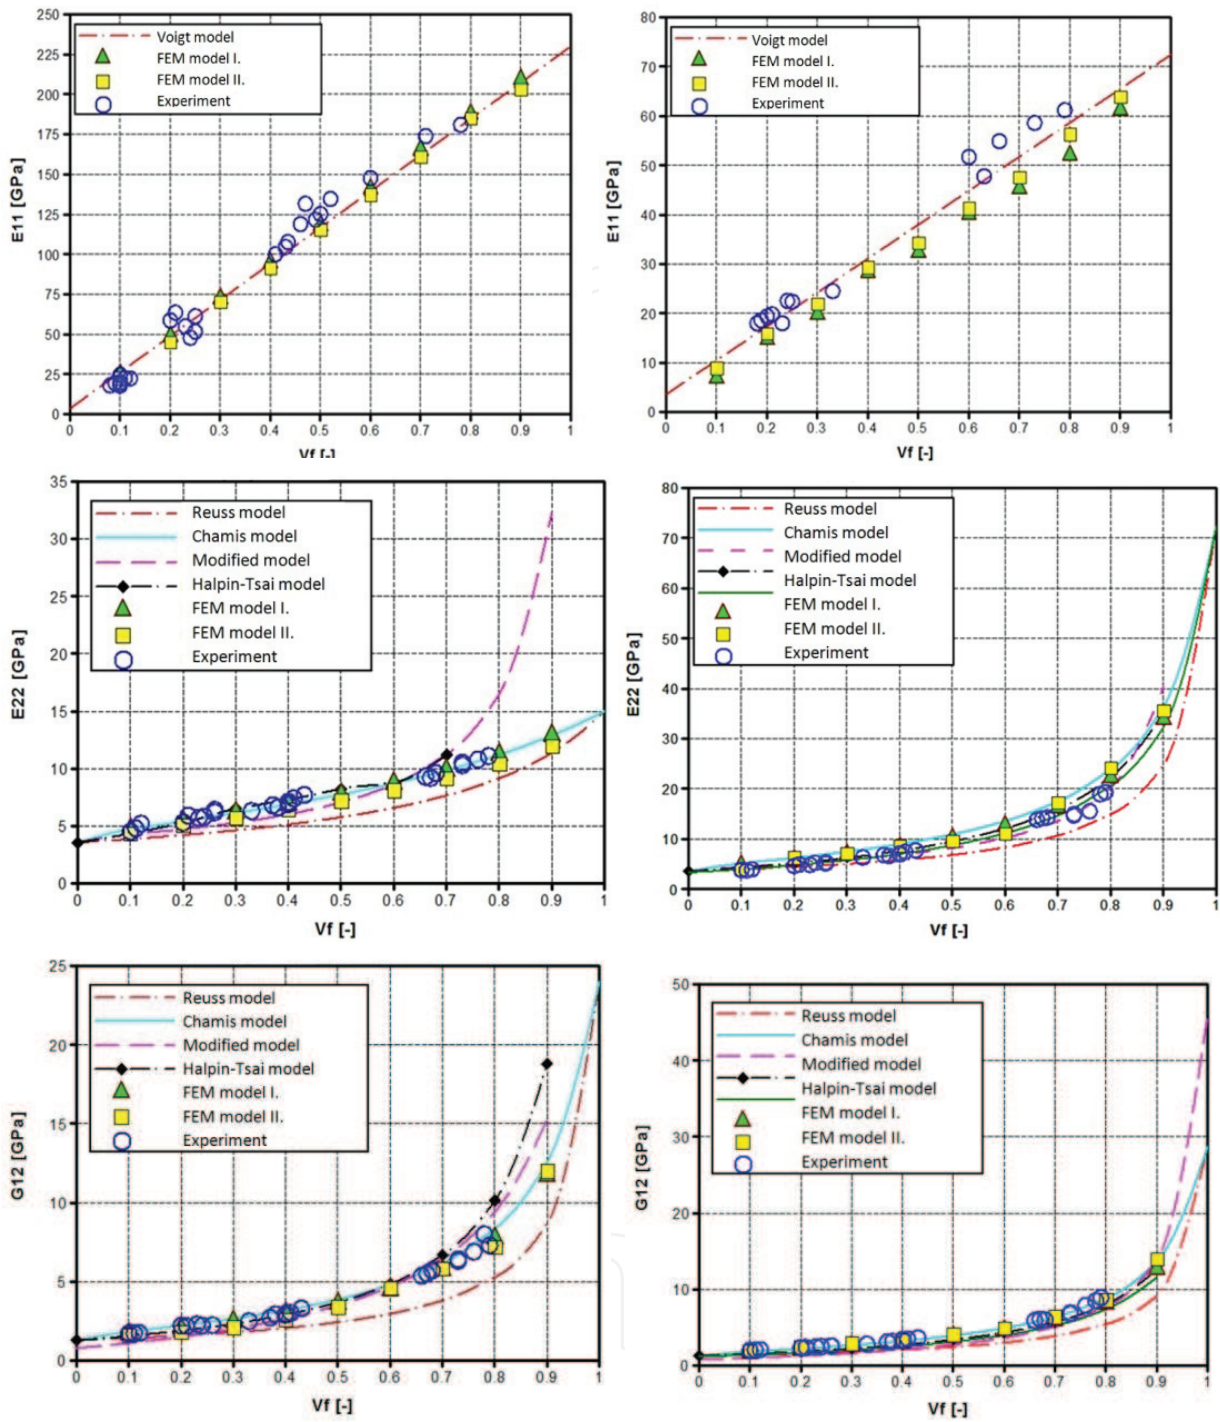 250
225
200
175
150
125
100
75
50
25
0
E11 [GPa]
Voigt model
FEM model I.
FEM model II.
Experiment
0 0.1 0.2 0.3 0.4 0.5 0.6 0.7 0.8 0.9 1
Vf [-]
80
70
60
50
40
30
20
10
0
E11 [GPa]
Voigt model
FEM model I.
FEM model II.
Experiment
0 0.1 0.2 0.3 0.4 0.5 0.6 0.7 0.8 0.9 1
Vf [-]
35
30
25
20
15
10
5
0
E22 [GPa]
Reuss model
Chamis model
Modified model
Halpin-Tsai model
FEM model I.
FEM model II.
Experiment
0 0.1 0.2 0.3 0.4 0.5 0.6 0.7 0.8 0.9 1
Vf [-]
80
70
60
50
40
30
20
10
0
E22 [GPa]
Reuss model
Chamis model
Modified model
Halpin-Tsai model
FEM model I.
FEM model II.
Experiment
0 0.1 0.2 0.3 0.4 0.5 0.6 0.7 0.8 0.9 1
Vf [-]
25
20
15
10
5
0
G12 [GPa]
Reuss model
Chamis model
Modified model
Halpin-Tsai model
FEM model I.
FEM model II.
Experiment
0 0.1 0.2 0.3 0.4 0.5 0.6 0.7 0.8 0.9 1
Vf [-]
50
40
30
20
10
0
G12 [GPa]
Reuss model
Chamis model
Modified model
Halpin-Tsai model
FEM model I.
FEM model II.
Experiment
0 0.1 0.2 0.3 0.4 0.5 0.6 0.7 0.8 0.9 1
Vf [-]